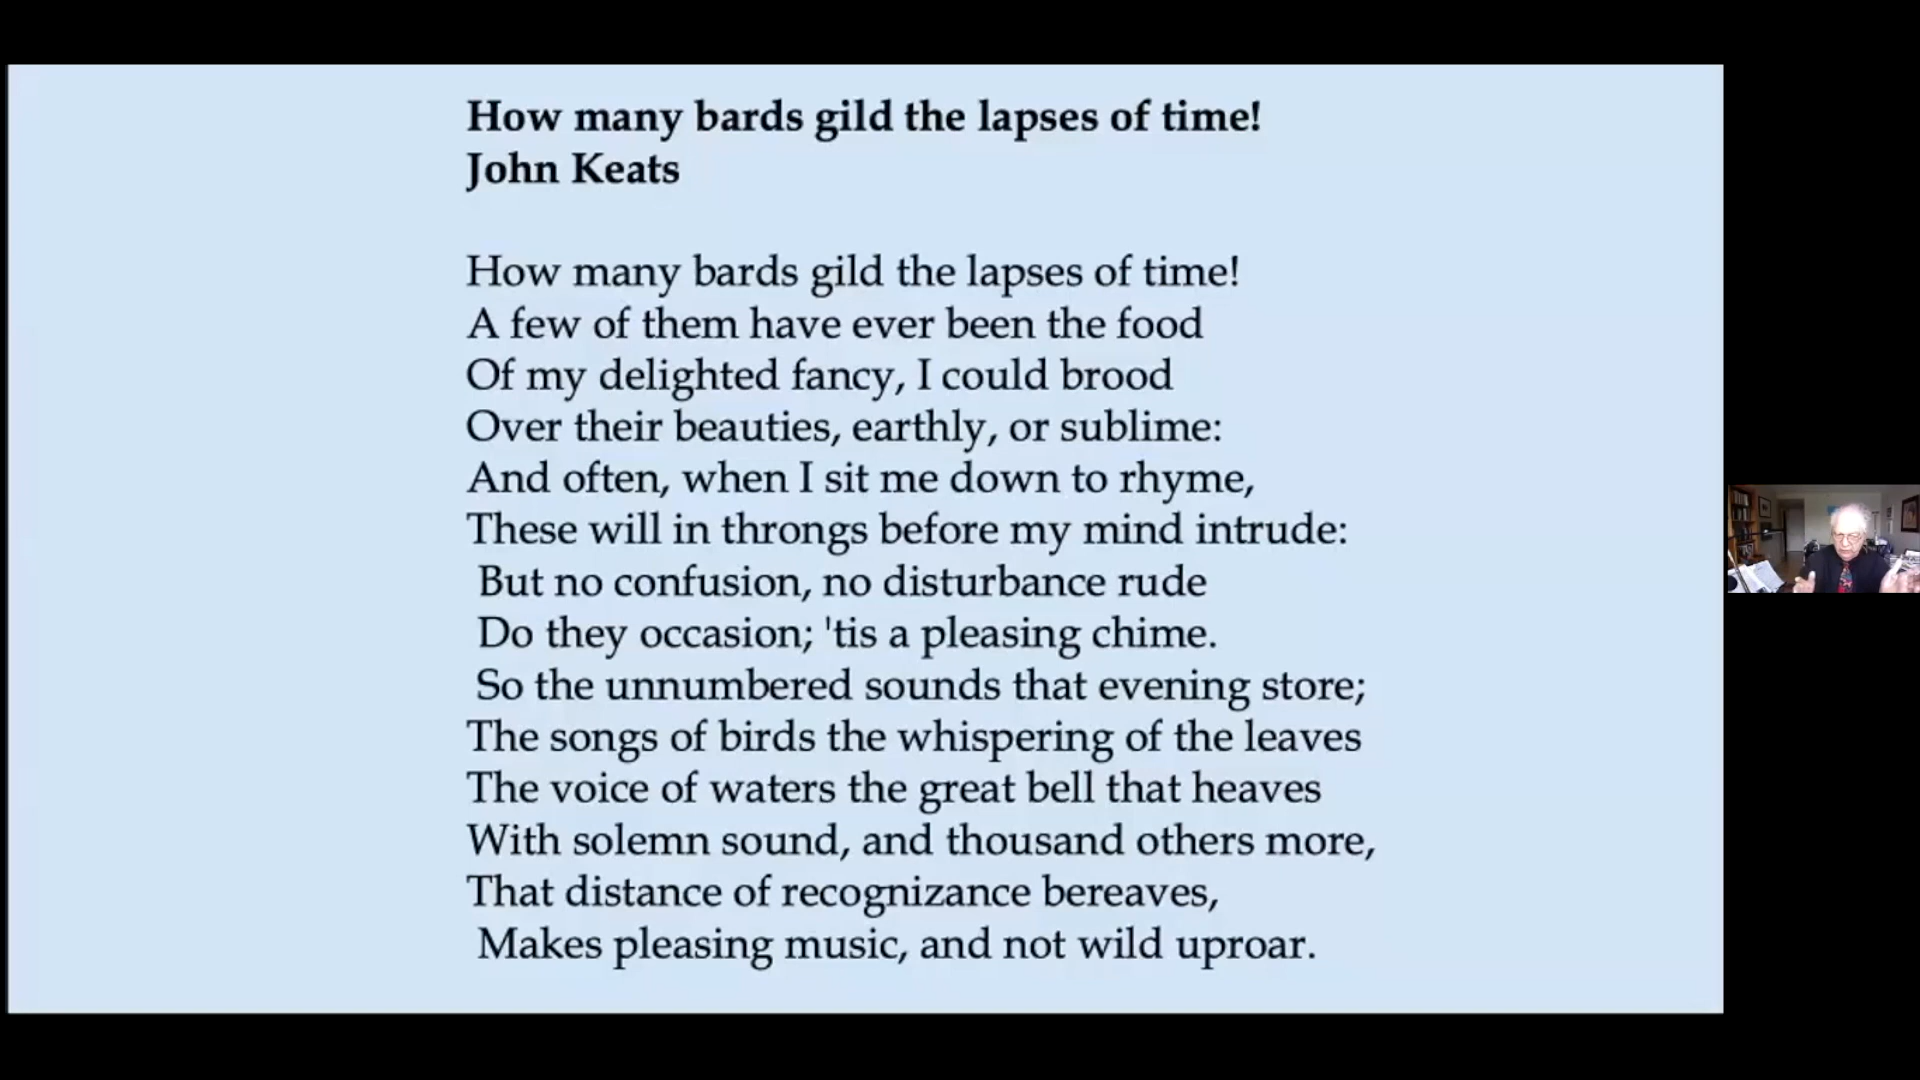 How many bards gild the lapses of time!
John Keats
How many bards gild the lapses of time!
A few of them have ever been the food
Of my delighted fancy, I could brood
Over their beauties, earthly, or sublime:
And often, when I sit me down to rhyme,
These will in throngs before my mind intrude:
But no confusion, no disturbance rude
Do they occasion; 'tis a pleasing chime.
So the unnumbered sounds that evening store;
The songs of birds the whispering of the leaves
The voice of waters the great bell that heaves
With solemn sound, and thousand others more,
That distance of recognizance bereaves,
Makes pleasing music, and not wild uproar.